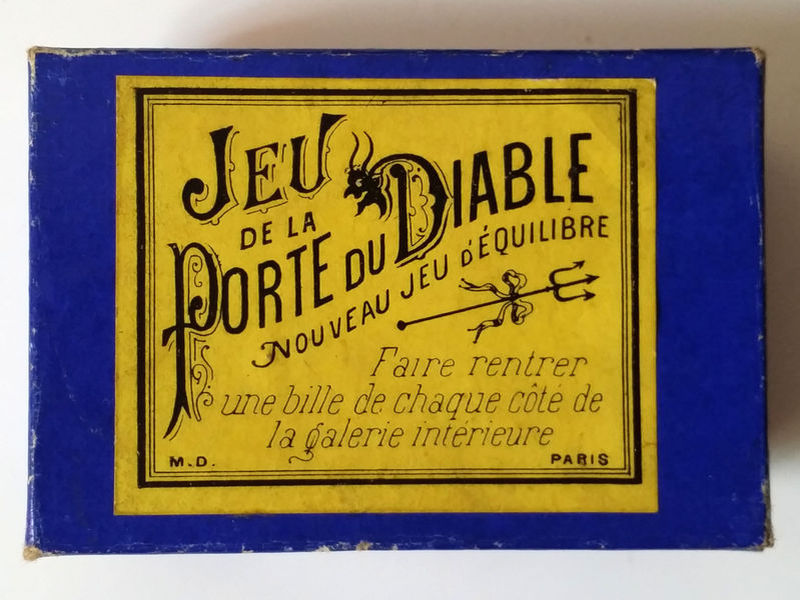 JEU
DE LA
PORTE DU DIABLE
NOUVEAU JEU D'ÉQUILIBRE
Faire rentrer
une bille de chaque côté de
la galerie intérieure
M.D. PARIS